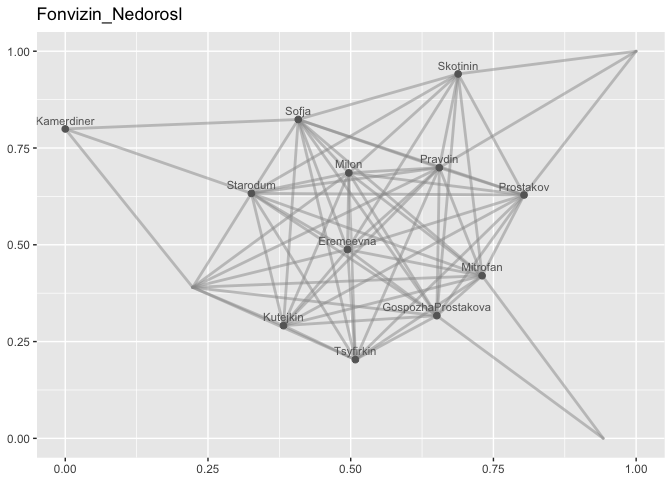 Fonvizin_Nedorosl
1.00
Skotinin
Sofja
Kamerdiner
0.75
Milon
Pravdin
Starodum
Prostakov
0.50
Eremeevna
Mitrofan
GospozhaProstakova
Kutejkin
0.25
Tsyfirkin
0.00
0.00 0.25 0.50 0.75 1.00